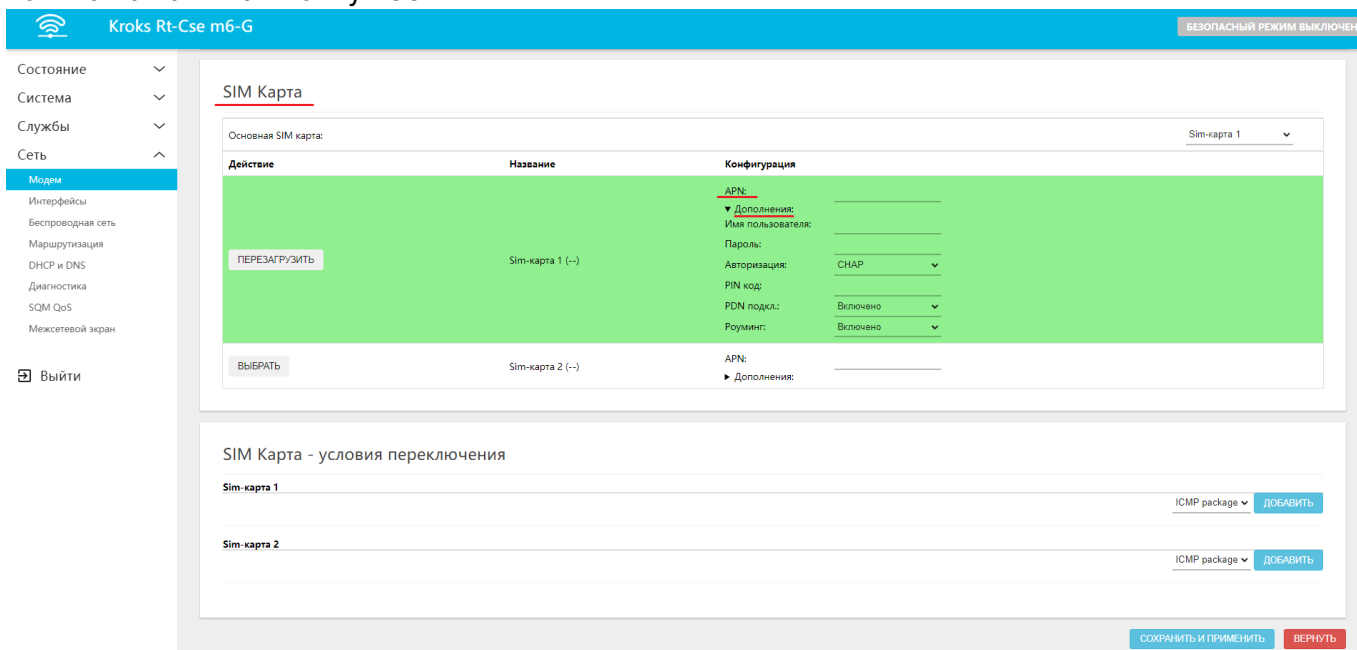 Kroks Rt-Cse m6-G
БЕЗОПАСНЫЙ РЕЖИМ ВЫКЛЮЧЕН
Состояние
Система
Службы
Сеть
Модем
Интерфейсы
Беспроводная сеть
Маршрутизация
DHCP и DNS
Диагностика
SQM QoS
Межсетевой экран
Выйти
SIM Карта
Основная SIM карта: Sim-карта 1
Действие Название Конфигурация
APN:
Дополнения:
Имя пользователя:
Пароль:
ПЕРЕЗАГРУЗИТЬ Sim-карта 1 (--) Авторизация: CHAP
PIN код:
PDN подкл.: Включено
Роуминг: Включено
ВЫБРАТЬ Sim-карта 2 (--) APN:
Дополнения:
SIM Карта - условия переключения
Sim-карта 1
ICMP package ДОБАВИТЬ
Sim-карта 2
ICMP package ДОБАВИТЬ
СОХРАНИТЬ И ПРИМЕНИТЬ ВЕРНУТЬ